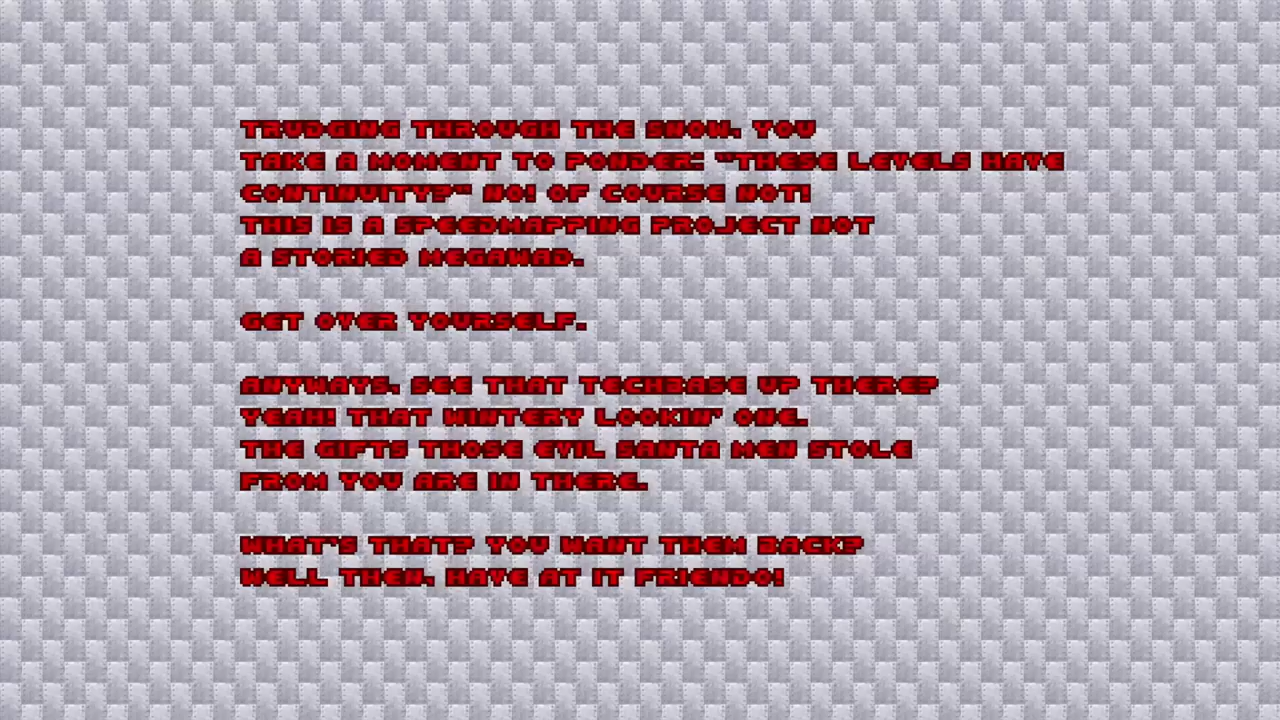 TRUDGING THROUGH THE SNOW, YOU
TAKE A MOMENT TO PONDER: "THESE LEVELS HAVE
CONTINUITY?" NO! OF COURSE NOT!
THIS IS A SPEEDMAPPING PROJECT NOT
A STORIED MEGAWAD.
GET OVER YOURSELF.
ANYWAYS, SEE THAT TECHBASE UP THERE?
YEAH! THAT WINTERY LOOKIN' ONE.
THE GIFTS THOSE EVIL SANTA MEN STOLE
FROM YOU ARE IN THERE.
WHAT'S THAT? YOU WANT THEM BACK?
WELL THEN, HAVE AT IT FRIENDO!